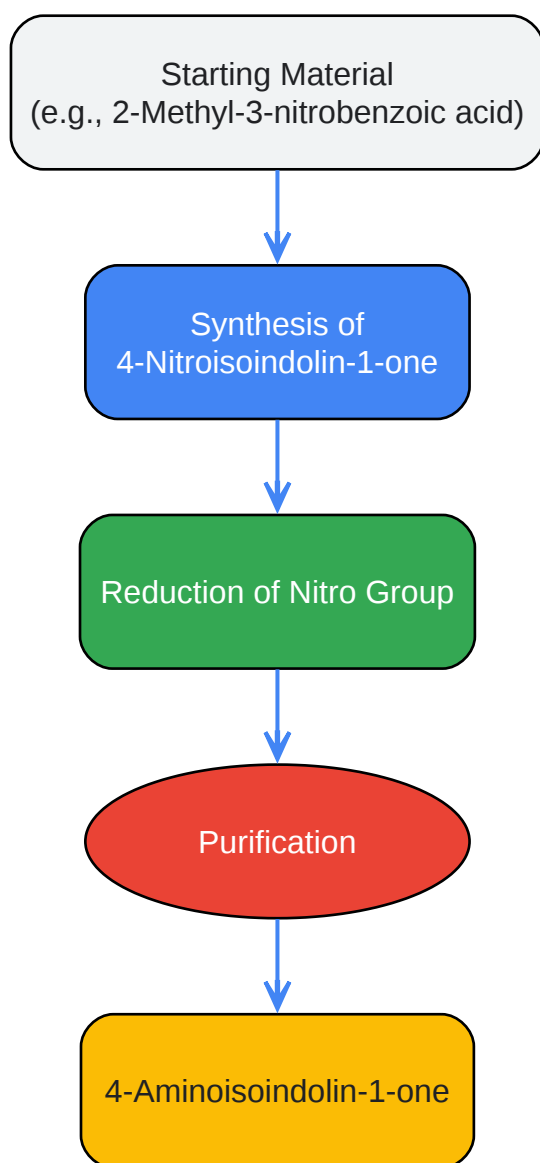 Starting Material
(e.g., 2-Methyl-3-nitrobenzoic acid)
Synthesis of
4-Nitroisoindolin-1-one
Reduction of Nitro Group
Purification
4-Aminoisoindolin-1-one